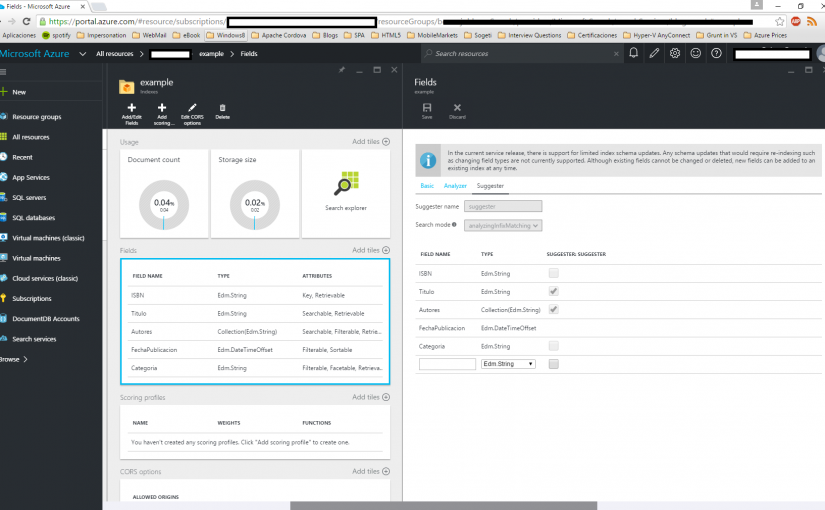 Fields - Microsoft Azure
https://portal.azure.com/#resource/subscriptions/
resourceGroups/
Aplicaciones spotify Impersonation WebMail eBook Windows8 Apache Cordova Blogs SPA HTML5 MobileMarkets Sogeti Interview Questions Certificaciones Hyper-V AnyConnect Grunt in VS Azure Prices
Microsoft Azure All resources example Fields Search resources
New
Resource groups
All resources
Recent
App Services
SQL servers
SQL databases
Virtual machines (classic)
Virtual machines
Cloud services (classic)
Subscriptions
DocumentDB Accounts
Search services
Browse
example
Indexes
Add/Edit Fields
Add scoring...
Edit CORS options
Delete
Usage Add tiles
Document count
0.04%
0.04
Storage size
0.02%
0.02
Search explorer
Fields Add tiles
FIELD NAME TYPE ATTRIBUTES
ISBN Edm.String Key, Retrievable
Titulo Edm.String Searchable, Retrievable
Autores Collection(Edm.String) Searchable, Filterable, Retrie...
FechaPublicacion Edm.DateTimeOffset Filterable, Sortable
Categoria Edm.String Filterable, Facetable, Retrieva...
Scoring profiles Add tiles
NAME WEIGHTS FUNCTIONS
You haven't created any scoring profiles. Click "Add scoring profile" to create one.
CORS options Add tiles
ALLOWED ORIGINS
Fields
example
Save Discard
In the current service release, there is support for limited index schema updates. Any schema updates that would require re-indexing such
as changing field types are not currently supported. Although existing fields cannot be changed or deleted, new fields can be added to an
existing index at any time.
Basic Analyzer Suggester
Suggester name suggester
Search mode analyzingInfixMatching
FIELD NAME TYPE SUGGESTER: SUGGESTER
ISBN Edm.String
Titulo Edm.String
Autores Collection(Edm.String)
FechaPublicacion Edm.DateTimeOffset
Categoria Edm.String
Edm.String